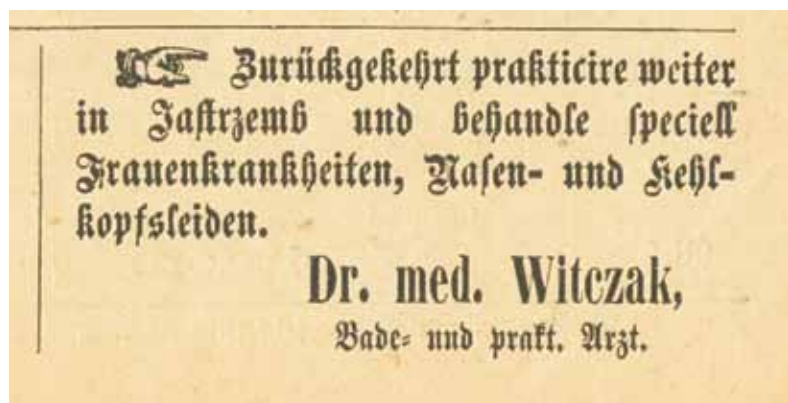 ☞ Zurückgekehrt prakticire weiter
in Jastrzemb und behandle speciell
Frauenkrankheiten, Nasen- und Kehl-
kopfsleiden.
Dr. med. Witczak,
Bade- und prakt. Arzt.